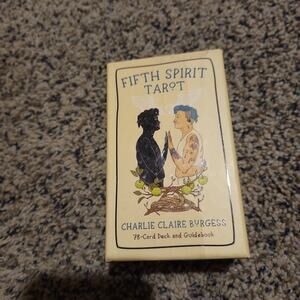 FIFTH SPIRIT
TAROT
CHARLIE CLAIRE BURGESS
78-Card Deck and Guidebook